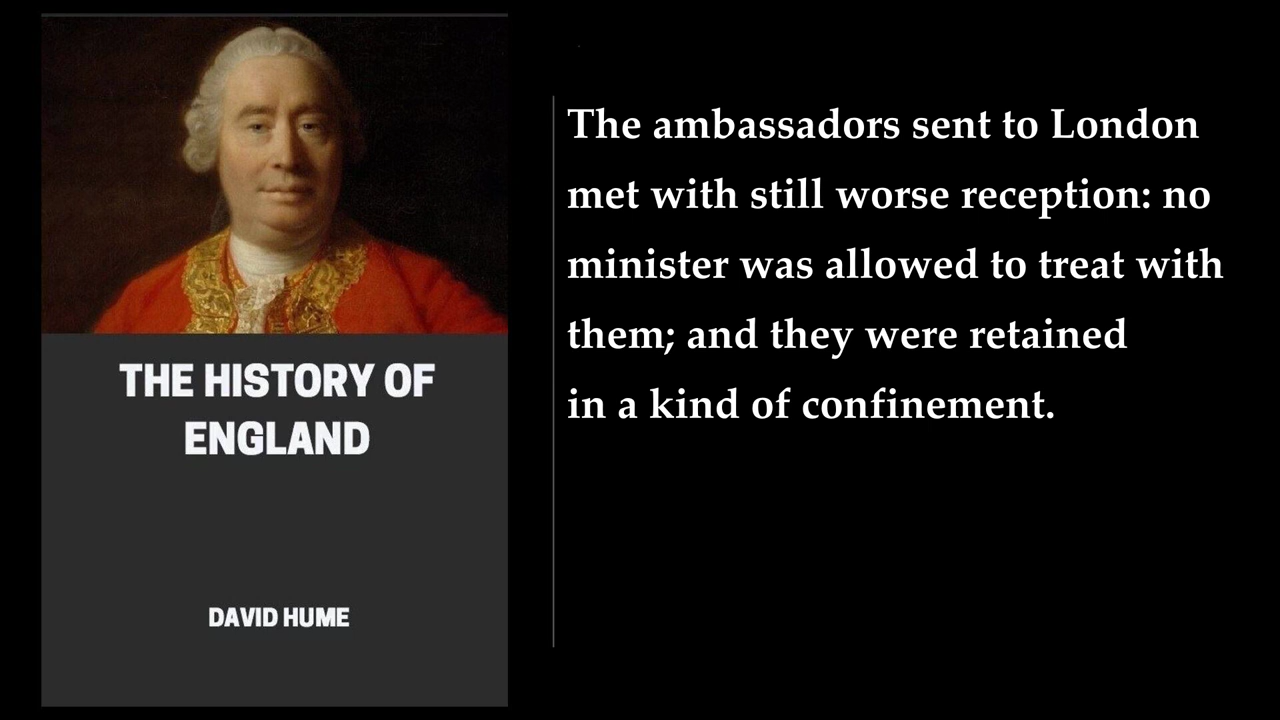 THE HISTORY OF
ENGLAND
DAVID HUME
The ambassadors sent to London
met with still worse reception: no
minister was allowed to treat with
them; and they were retained
in a kind of confinement.